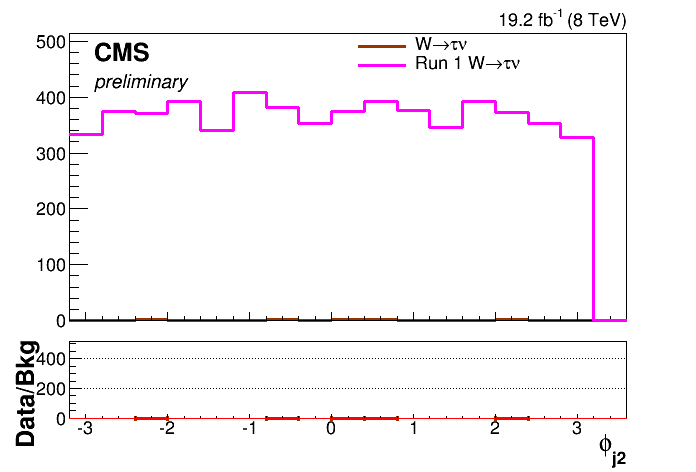 19.2 fb⁻¹ (8 TeV)
CMS
preliminary
W→τν
Run 1 W→τν
500
400
300
200
100
0
Data/Bkg
400
200
0
-3 -2 -1 0 1 2 3
ϕj2